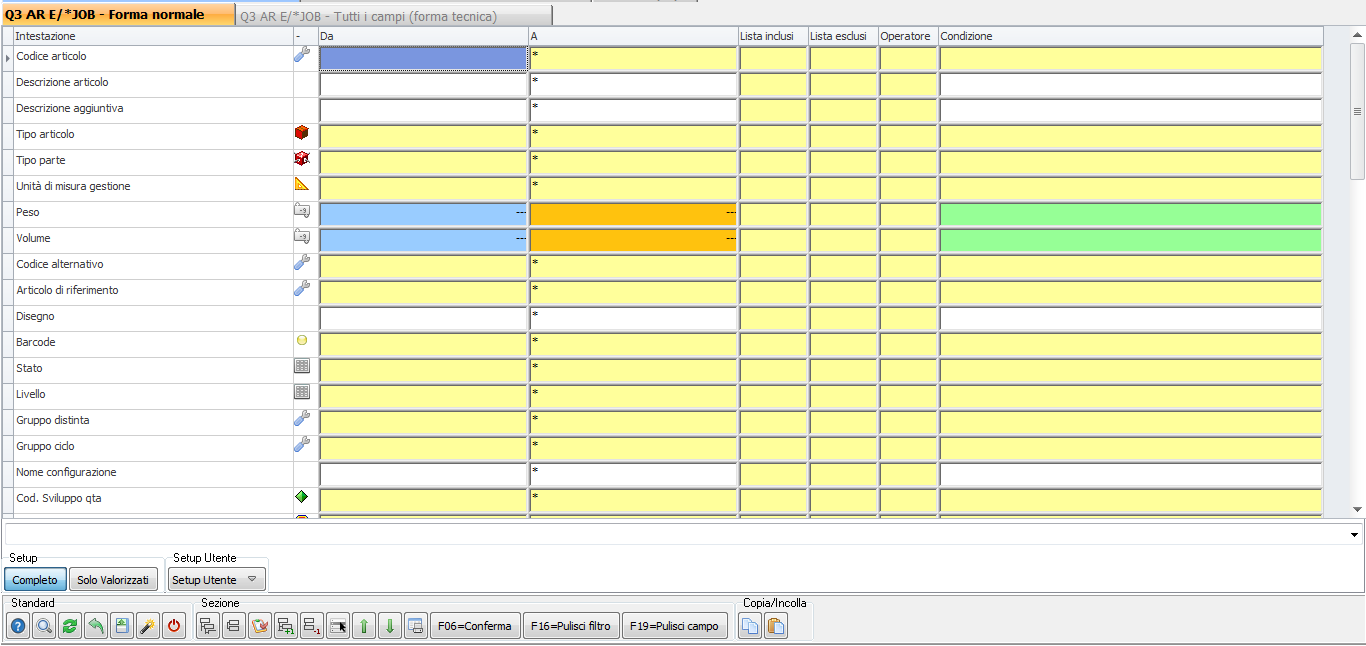 Q3 AR E/*JOB - Forma normale Q3 AR E/*JOB - Tutti i campi (forma tecnica)
Intestazione - Da A Lista inclusi Lista esclusi Operatore Condizione
Codice articolo *
Descrizione articolo *
Descrizione aggiuntiva *
Tipo articolo *
Tipo parte *
Unità di misura gestione *
Peso --- ---
Volume --- ---
Codice alternativo *
Articolo di riferimento *
Disegno *
Barcode *
Stato *
Livello *
Gruppo distinta *
Gruppo ciclo *
Nome configurazione *
Cod. Sviluppo qta *
Setup Setup Utente
Completo Solo Valorizzati Setup Utente
Standard Sezione Copia/Incolla
F06=Conferma F16=Pulisci filtro F19=Pulisci campo